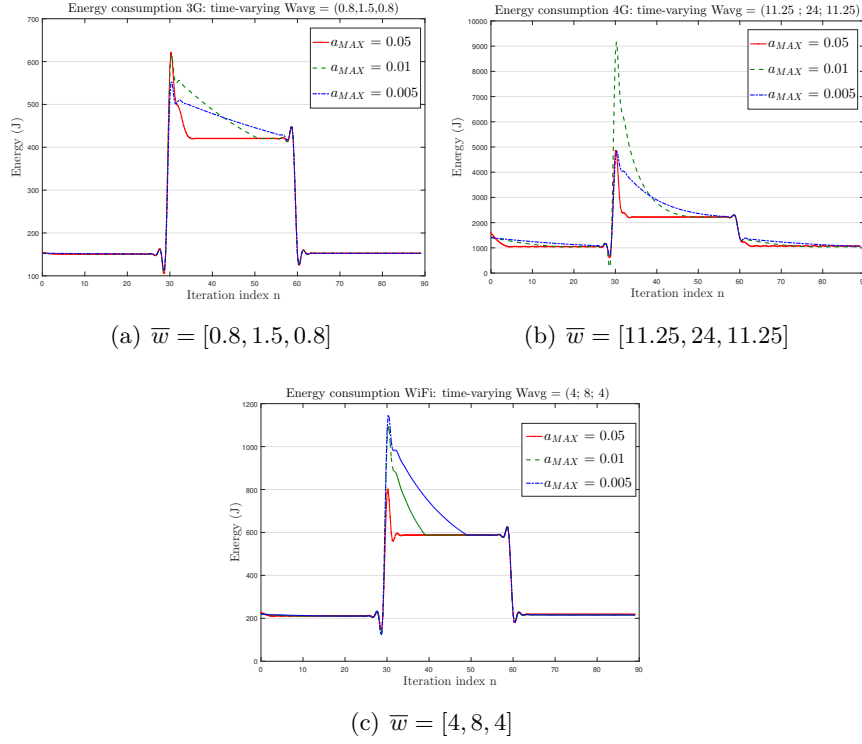 Energy consumption 3G: time-varying Wavg = (0.8,1.5,0.8)
700
600
500
400
300
200
100
Energy (J)
a_MAX = 0.05
a_MAX = 0.01
a_MAX = 0.005
0 10 20 30 40 50 60 70 80 90
Iteration index n
(a) w̅ = [0.8, 1.5, 0.8]
Energy consumption 4G: time-varying Wavg = (11.25 ; 24; 11.25)
10000
9000
8000
7000
6000
5000
4000
3000
2000
1000
0
Energy (J)
a_MAX = 0.05
a_MAX = 0.01
a_MAX = 0.005
0 10 20 30 40 50 60 70 80 90
Iteration index n
(b) w̅ = [11.25, 24, 11.25]
Energy consumption WiFi: time-varying Wavg = (4; 8; 4)
1200
1000
800
600
400
200
0
Energy (J)
a_MAX = 0.05
a_MAX = 0.01
a_MAX = 0.005
0 10 20 30 40 50 60 70 80 90
Iteration index n
(c) w̅ = [4, 8, 4]